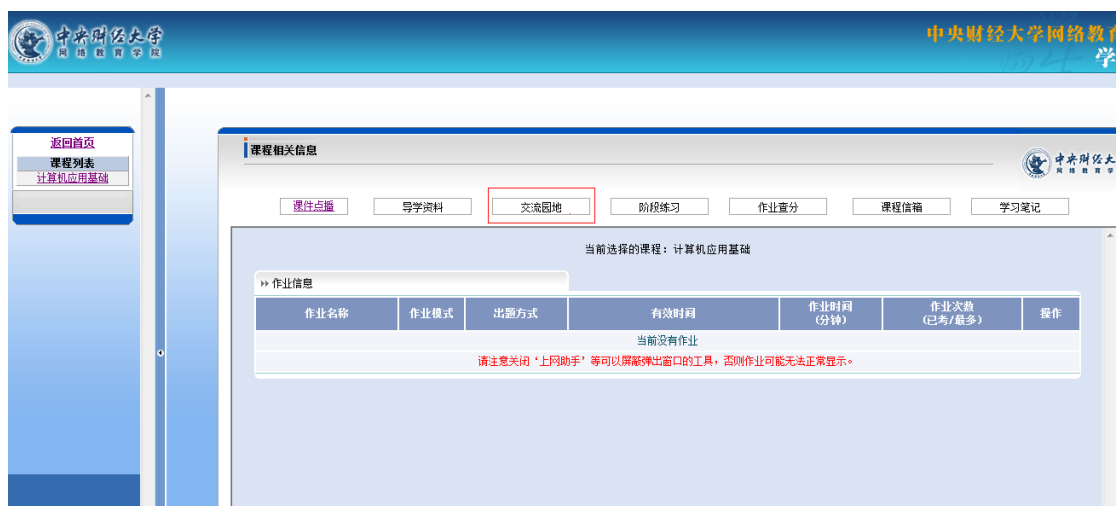 中央财经大学
网络教育学院
中央财经大学网络教育
学
返回首页
课程列表
计算机应用基础
课程相关信息
中央财经大
网络教育学
课件点播 导学资料 交流园地 阶段练习 作业查分 课程信箱 学习笔记
当前选择的课程：计算机应用基础
作业信息
作业名称 作业模式 出题方式 有效时间 作业时间(分钟) 作业次数(已考/最多) 操作
当前没有作业
请注意关闭‘上网助手’等可以屏蔽弹出窗口的工具，否则作业可能无法正常显示。